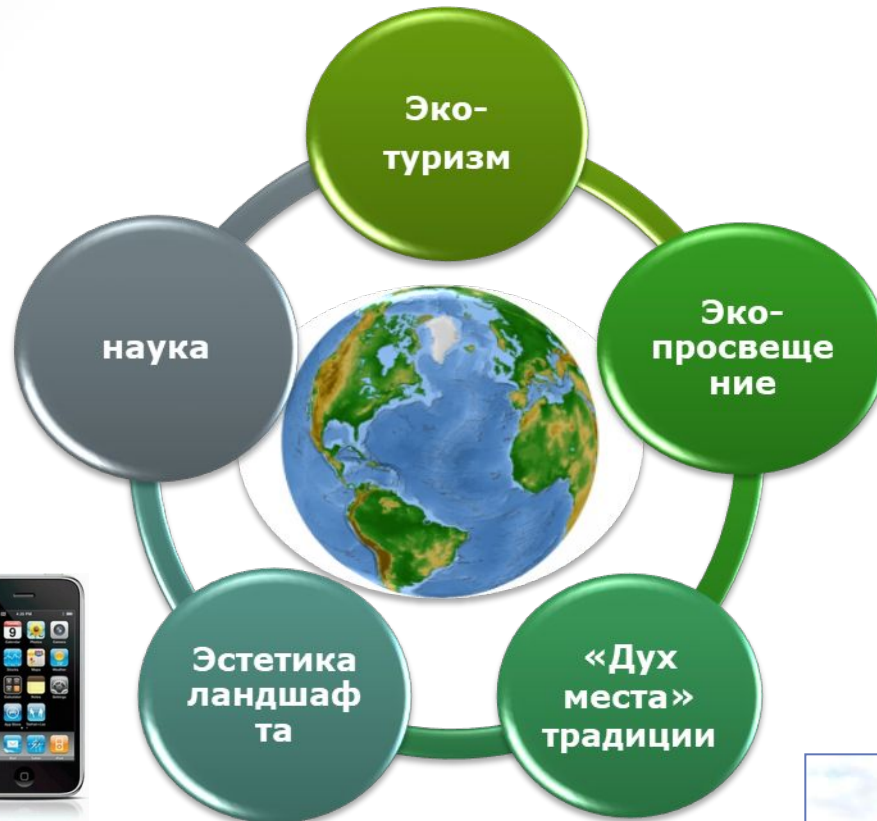 Эко-
туризм
Эко-
просвеще
ние
«Дух
места»
традиции
Эстетика
ландшаф
та
наука